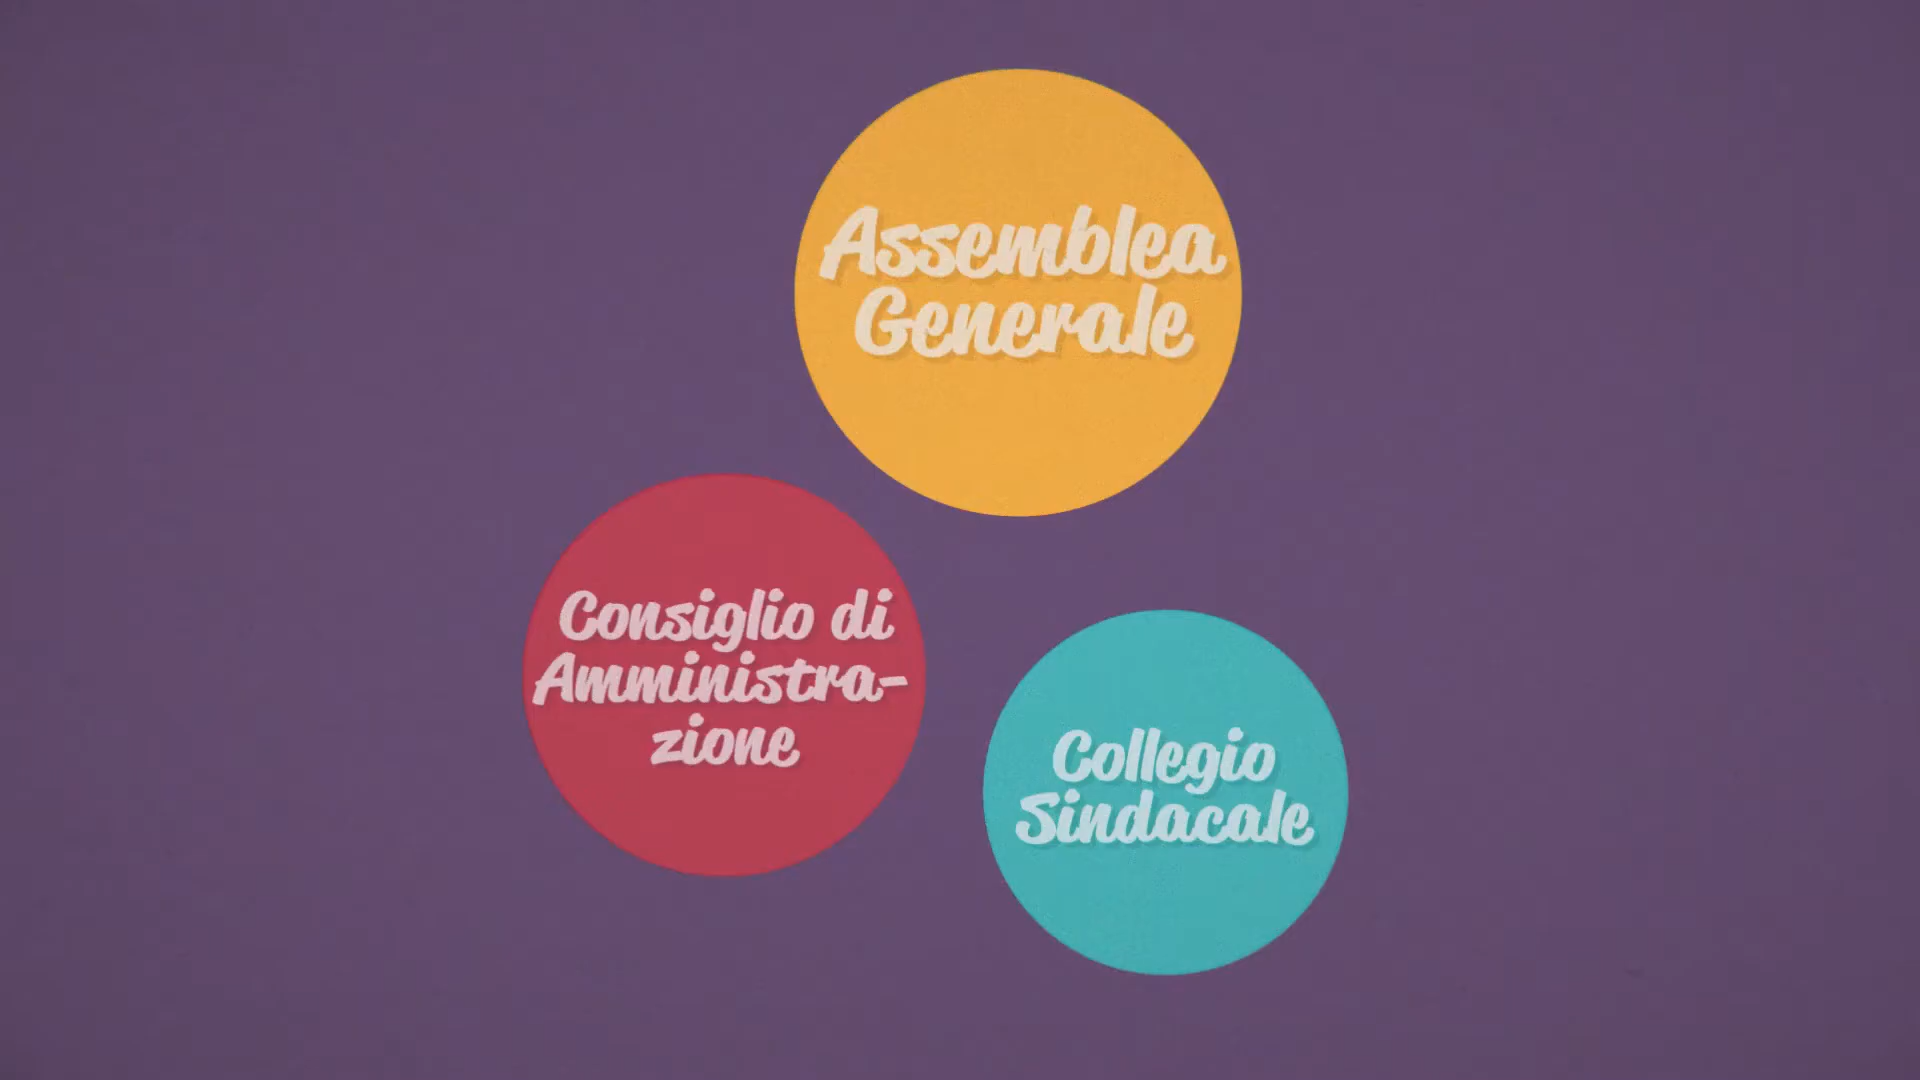 Assemblea
Generale
Consiglio di
Amministra-
zione
Collegio
Sindacale